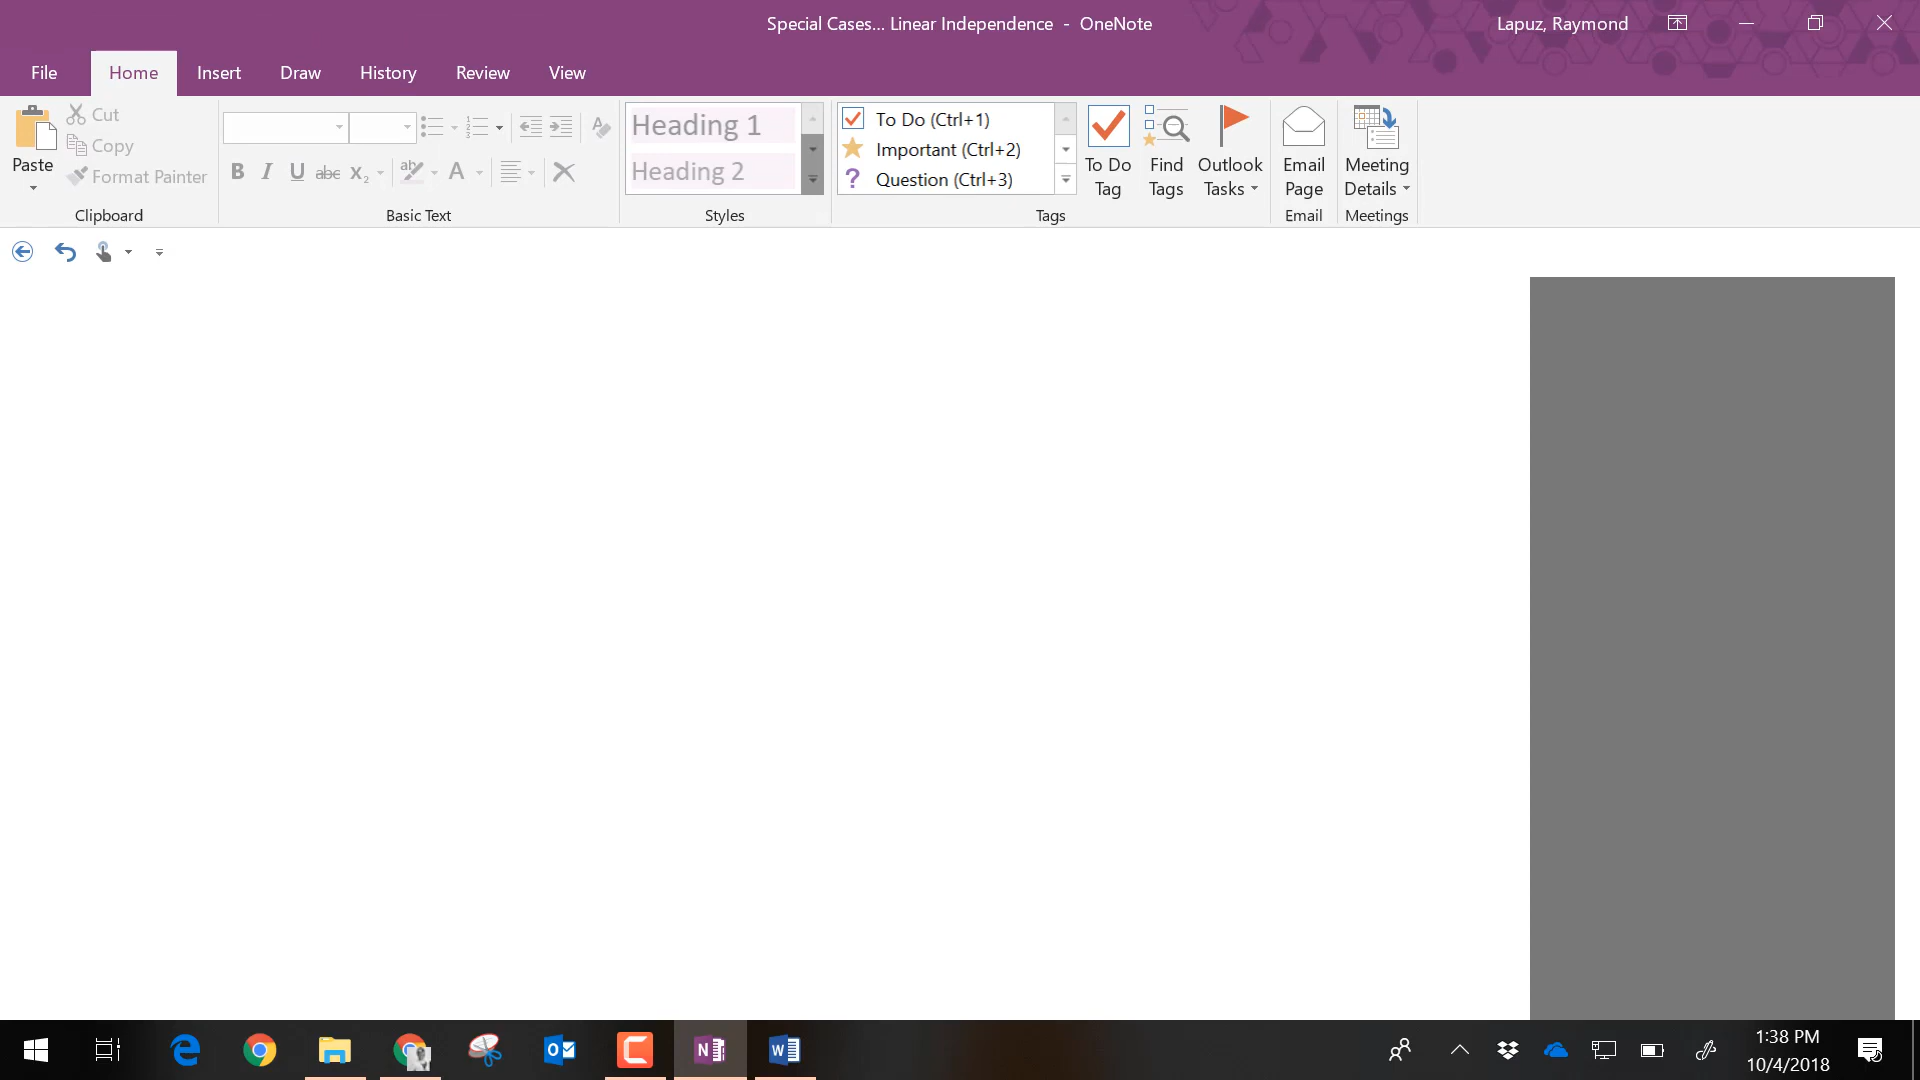 Special Cases... Linear Independence - OneNote
Lapuz, Raymond
File Home Insert Draw History Review View
Paste
Cut
Copy
Format Painter
Clipboard
B I U abc X₂ ab A
Basic Text
Heading 1
Heading 2
Styles
To Do (Ctrl+1)
Important (Ctrl+2)
Question (Ctrl+3)
To Do Tag
Find Tags
Outlook Tasks
Tags
Email Page
Email
Meeting Details
Meetings
1:38 PM
10/4/2018